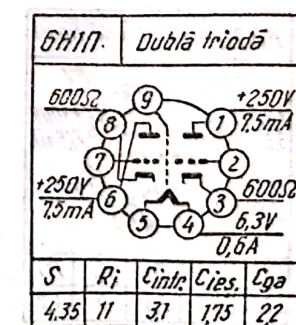 6Н1П. Dublă triodă
600Ω 9 +250V
8 1 7,5mA
7 2
+250V 6 3 600Ω
7,5mA 5 4 6,3V
0,6A
S Ri Cintr. Cies. Cga
4,35 11 3,1 1,75 2,2